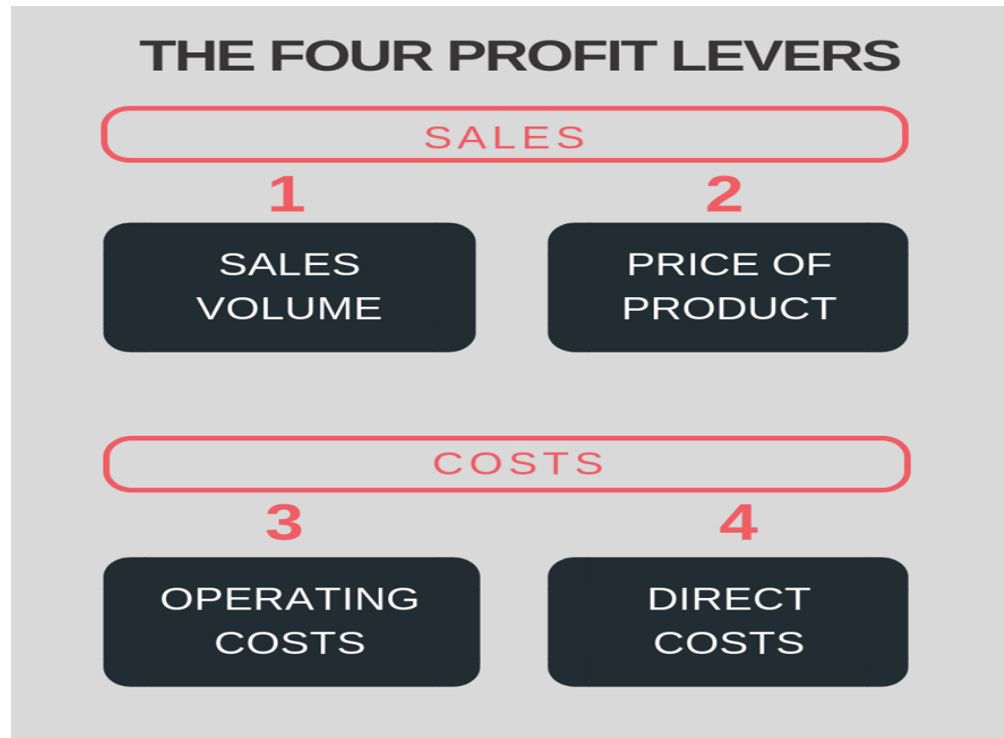 THE FOUR PROFIT LEVERS
SALES
1
2
SALES
VOLUME
PRICE OF
PRODUCT
COSTS
3
4
OPERATING
COSTS
DIRECT
COSTS